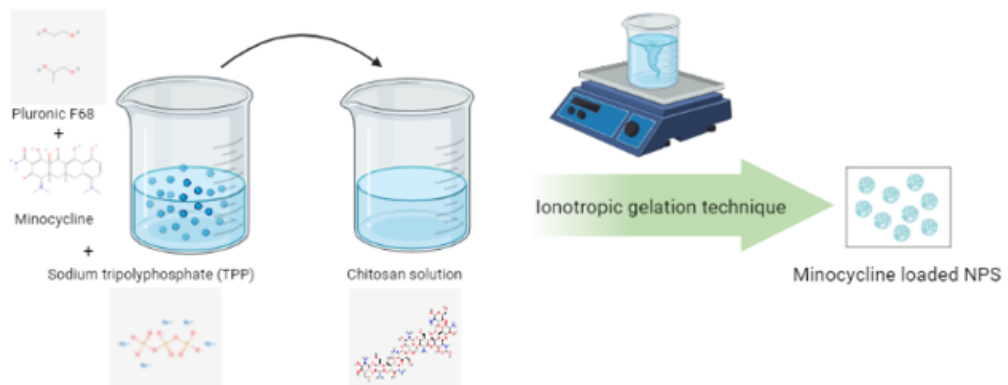 Pluronic F68
+
Minocycline
+
Sodium tripolyphosphate (TPP)
Chitosan solution
Ionotropic gelation technique
Minocycline loaded NPS